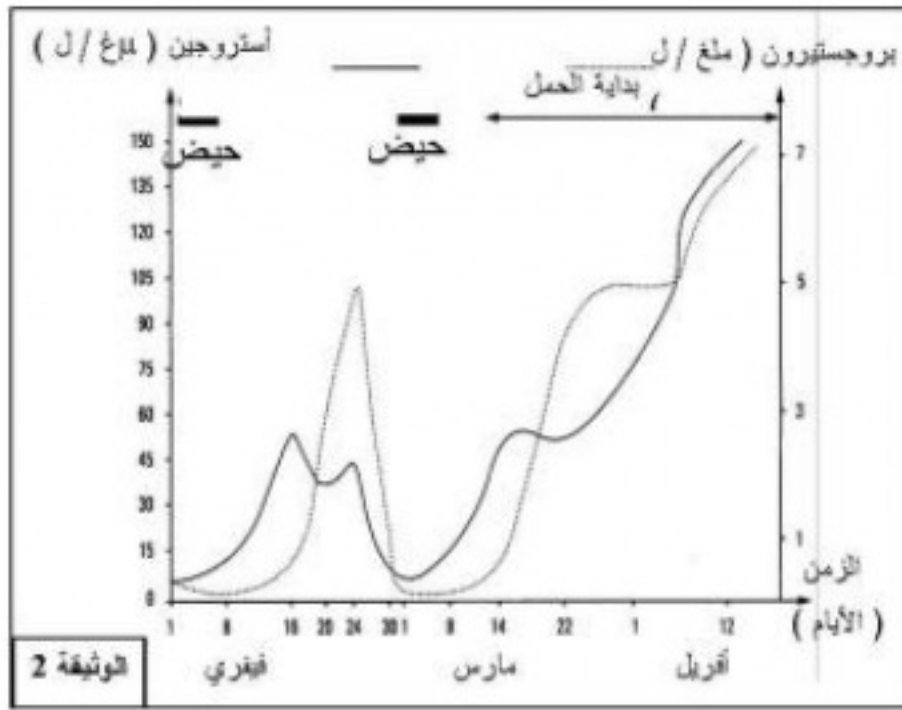 أستروجين ( µغ / ل )
بروجستيرون ( ملغ / ل
بداية الحمل
حيض
حيض
150
135
120
105
90
75
60
45
30
15
0
7
5
3
1
الزمن
( الأيام )
1 8 16 20 24 30 1 8 14 22 1 12
فيفري
مارس
أفريل
الوثيقة 2